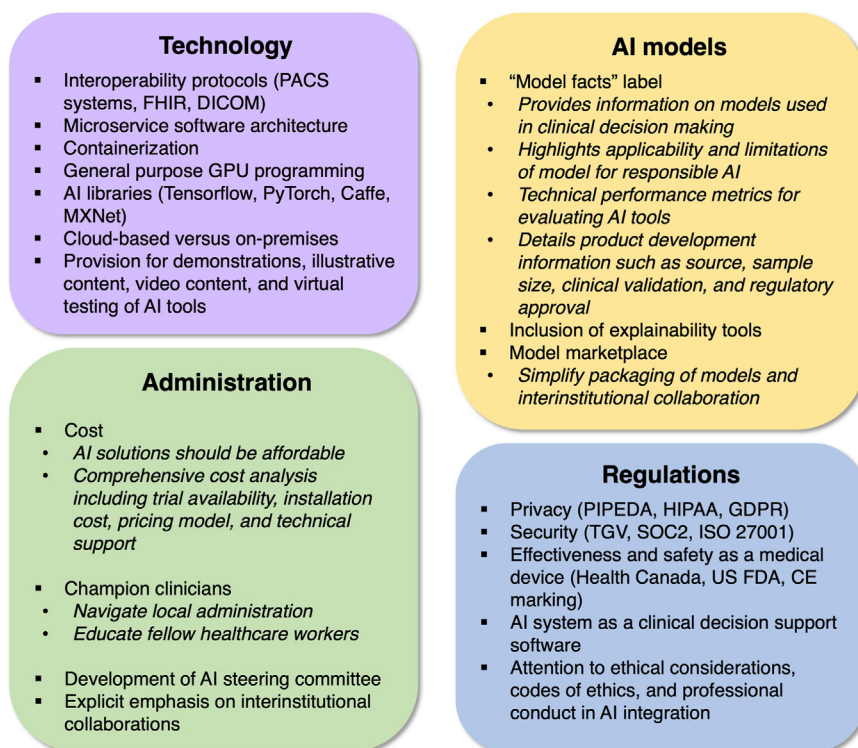 Technology
▪ Interoperability protocols (PACS
systems, FHIR, DICOM)
▪ Microservice software architecture
▪ Containerization
▪ General purpose GPU programming
▪ AI libraries (Tensorflow, PyTorch, Caffe,
MXNet)
▪ Cloud-based versus on-premises
▪ Provision for demonstrations, illustrative
content, video content, and virtual
testing of AI tools
AI models
▪ “Model facts” label
• Provides information on models used
in clinical decision making
• Highlights applicability and limitations
of model for responsible AI
• Technical performance metrics for
evaluating AI tools
• Details product development
information such as source, sample
size, clinical validation, and regulatory
approval
▪ Inclusion of explainability tools
▪ Model marketplace
• Simplify packaging of models and
interinstitutional collaboration
Administration
▪ Cost
• AI solutions should be affordable
• Comprehensive cost analysis
including trial availability, installation
cost, pricing model, and technical
support
▪ Champion clinicians
• Navigate local administration
• Educate fellow healthcare workers
▪ Development of AI steering committee
▪ Explicit emphasis on interinstitutional
collaborations
Regulations
▪ Privacy (PIPEDA, HIPAA, GDPR)
▪ Security (TGV, SOC2, ISO 27001)
▪ Effectiveness and safety as a medical
device (Health Canada, US FDA, CE
marking)
▪ AI system as a clinical decision support
software
▪ Attention to ethical considerations,
codes of ethics, and professional
conduct in AI integration